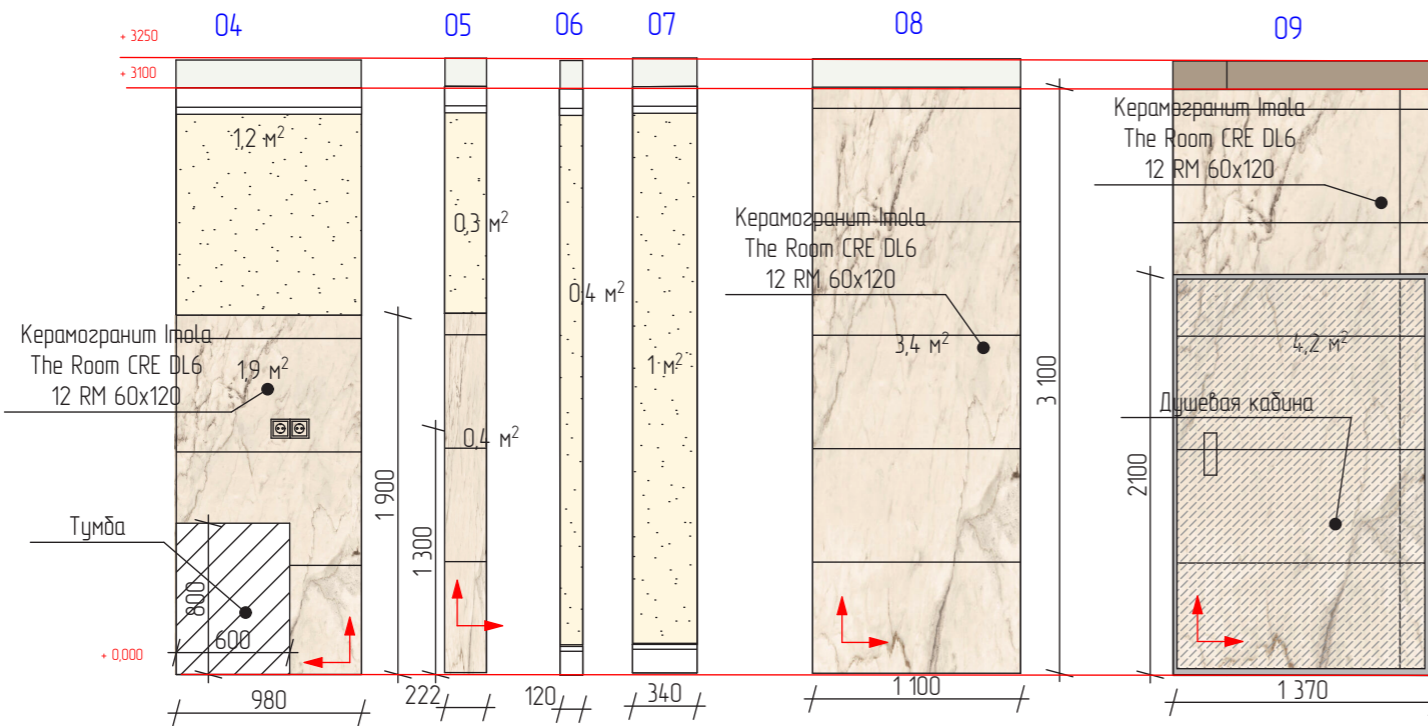 04
05
06
07
08
09
+ 3250
+ 3100
1,2 м²
Керамогранит Imola
The Room CRE DL6
12 RM 60x120
1,9 м²
Тумба
800
600
+ 0,000
980
1 900
0,3 м²
0,4 м²
1 300
222
0,4 м²
120
1 м²
340
Керамогранит Imola
The Room CRE DL6
12 RM 60x120
3,4 м²
3 100
1 100
Керамогранит Imola
The Room CRE DL6
12 RM 60x120
4,2 м²
Душевая кабина
2100
1 370